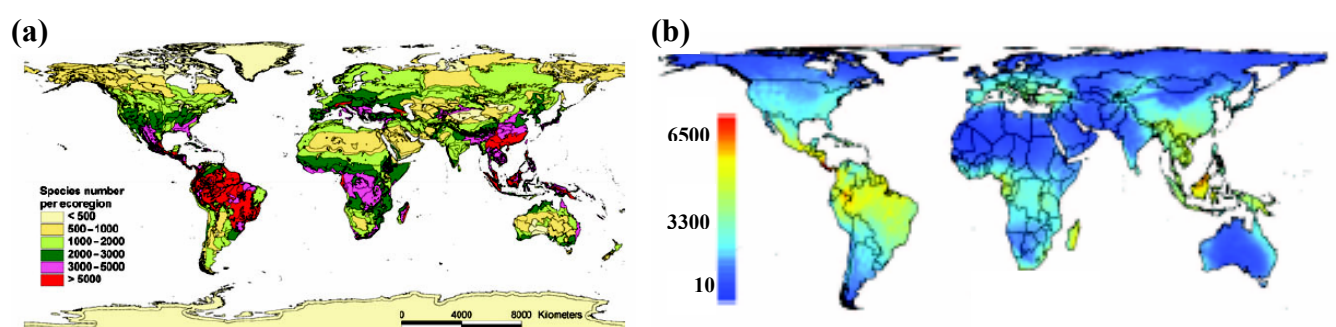 (a)
Species number
per ecoregion
< 500
500–1000
1000–2000
2000–3000
3000–5000
> 5000
0 4000 8000 Kilometers
(b)
6500
3300
10